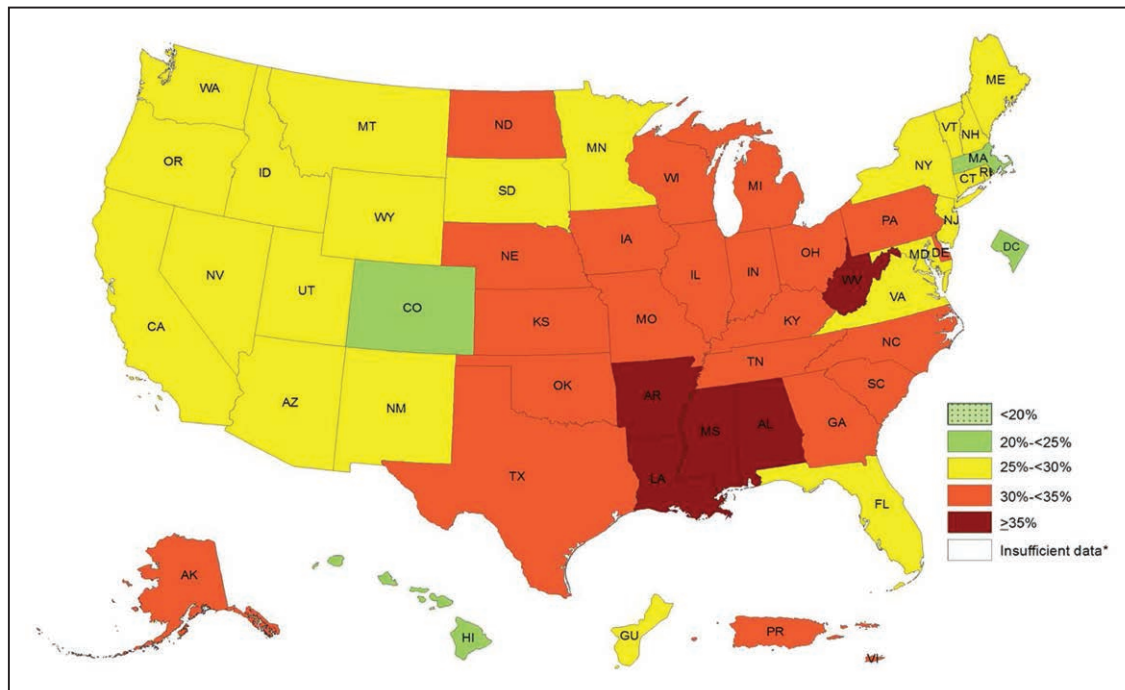 WA
MT
ND
MN
ME
VT
NH
OR
ID
SD
WI
MI
NY
MA
CT
RI
WY
IA
PA
NJ
NE
OH
MD
DE
DC
NV
UT
CO
IL
IN
WV
VA
CA
KS
MO
KY
NC
TN
AZ
NM
OK
AR
SC
MS
AL
GA
TX
LA
FL
<20%
20%-<25%
25%-<30%
30%-<35%
≥35%
Insufficient data*
AK
HI
GU
PR
VI